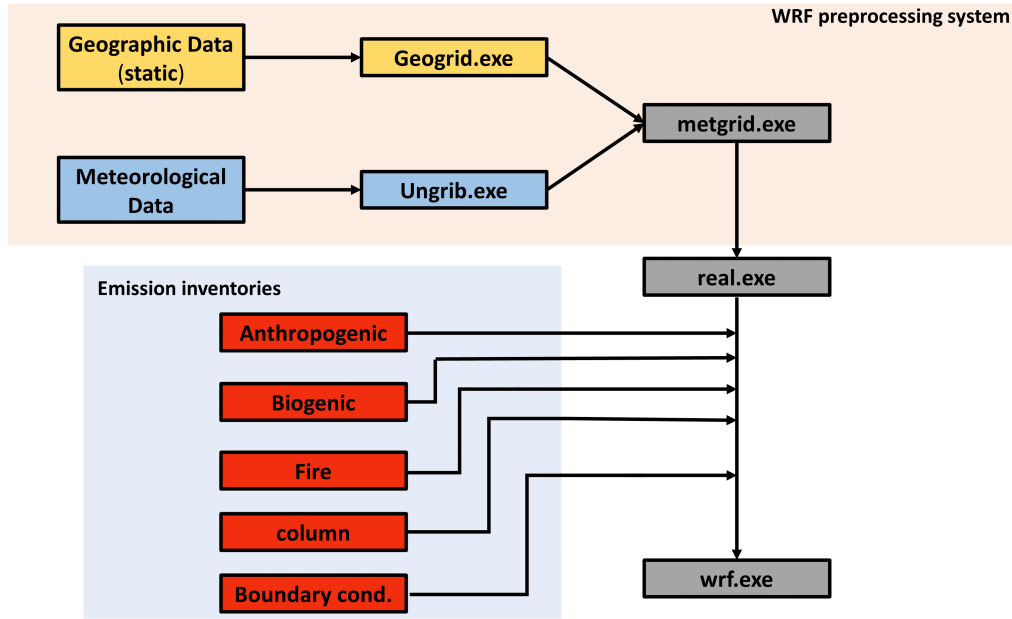 WRF preprocessing system
Geographic Data
(static)
Geogrid.exe
metgrid.exe
Meteorological
Data
Ungrib.exe
real.exe
Emission inventories
Anthropogenic
Biogenic
Fire
column
Boundary cond.
wrf.exe